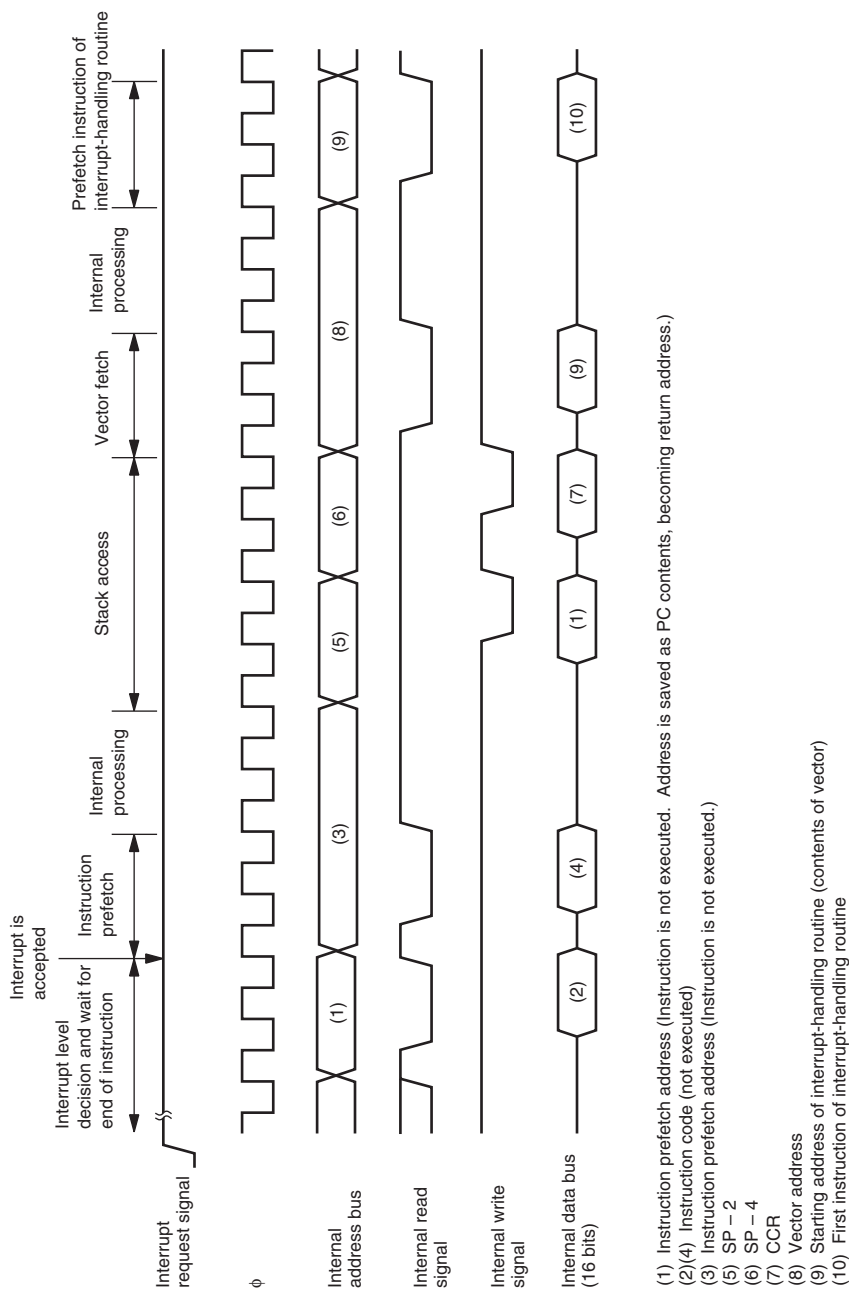 Interrupt is
accepted
Interrupt level
decision and wait for
end of instruction
Instruction
prefetch
Internal
processing
Stack access
Vector fetch
Internal
processing
Prefetch instruction of
interrupt-handling routine
Interrupt
request signal
φ
Internal
address bus
(1)
(3)
(5)
(6)
(8)
(9)
Internal read
signal
Internal write
signal
Internal data bus
(16 bits)
(2)
(4)
(1)
(7)
(9)
(10)
(1) Instruction prefetch address (Instruction is not executed. Address is saved as PC contents, becoming return address.)
(2)(4) Instruction code (not executed)
(3) Instruction prefetch address (Instruction is not executed.)
(5) SP – 2
(6) SP – 4
(7) CCR
(8) Vector address
(9) Starting address of interrupt-handling routine (contents of vector)
(10) First instruction of interrupt-handling routine